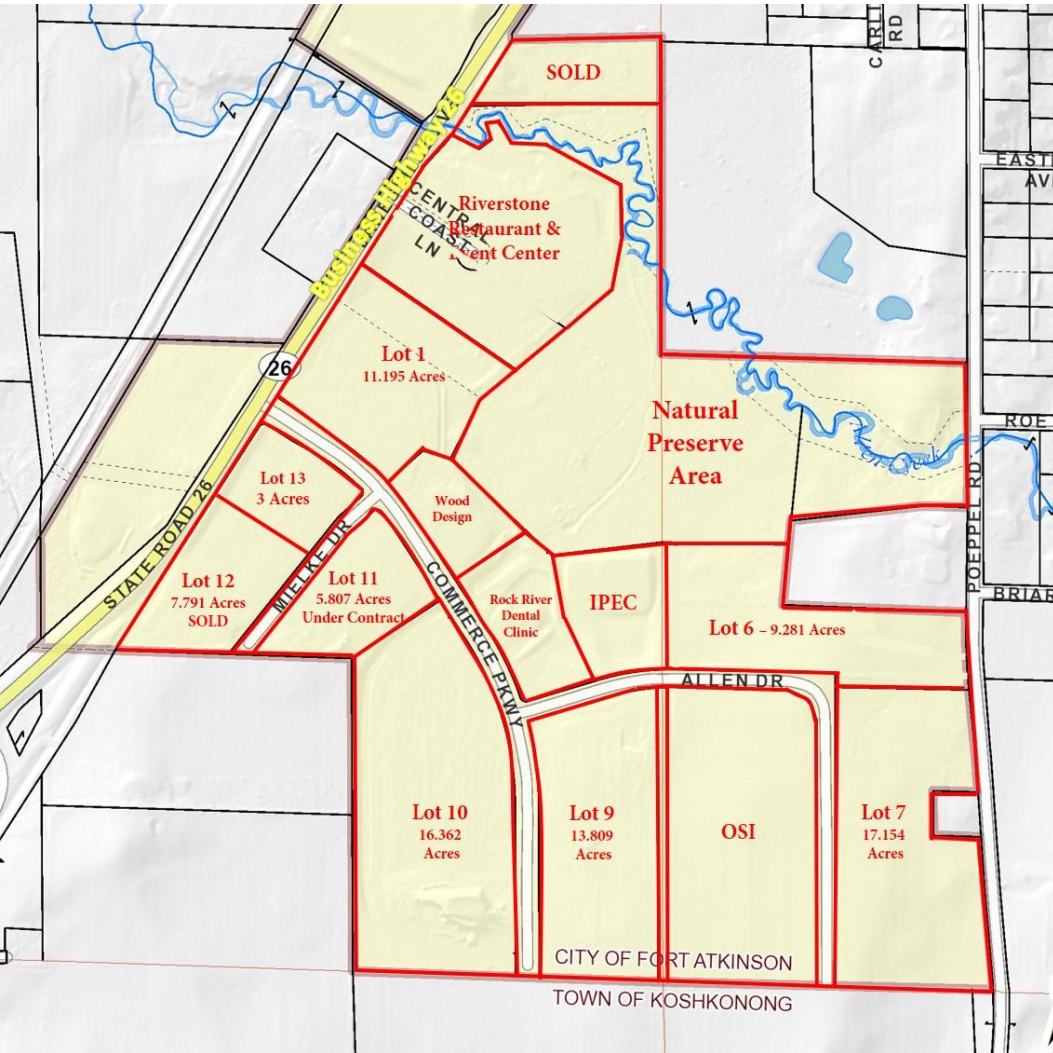 CARLI
RD
SOLD
Business Highway 26
EAST
AV
CENTRAL
COAST
LN
Riverstone
Restaurant &
Event Center
Lot 1
11.195 Acres
26
Natural
Preserve
Area
ROE
Creek
POEPPEL RD.
Lot 13
3 Acres
Wood
Design
STATE ROAD 26
MIELKE DR
Lot 12
7.791 Acres
SOLD
Lot 11
5.807 Acres
Under Contract
COMMERCE PKWY
Rock River
Dental
Clinic
IPEC
Lot 6 – 9.281 Acres
BRIAR
ALLEN DR
Lot 10
16.362
Acres
Lot 9
13.809
Acres
OSI
Lot 7
17.154
Acres
CITY OF FORT ATKINSON
TOWN OF KOSHKONONG